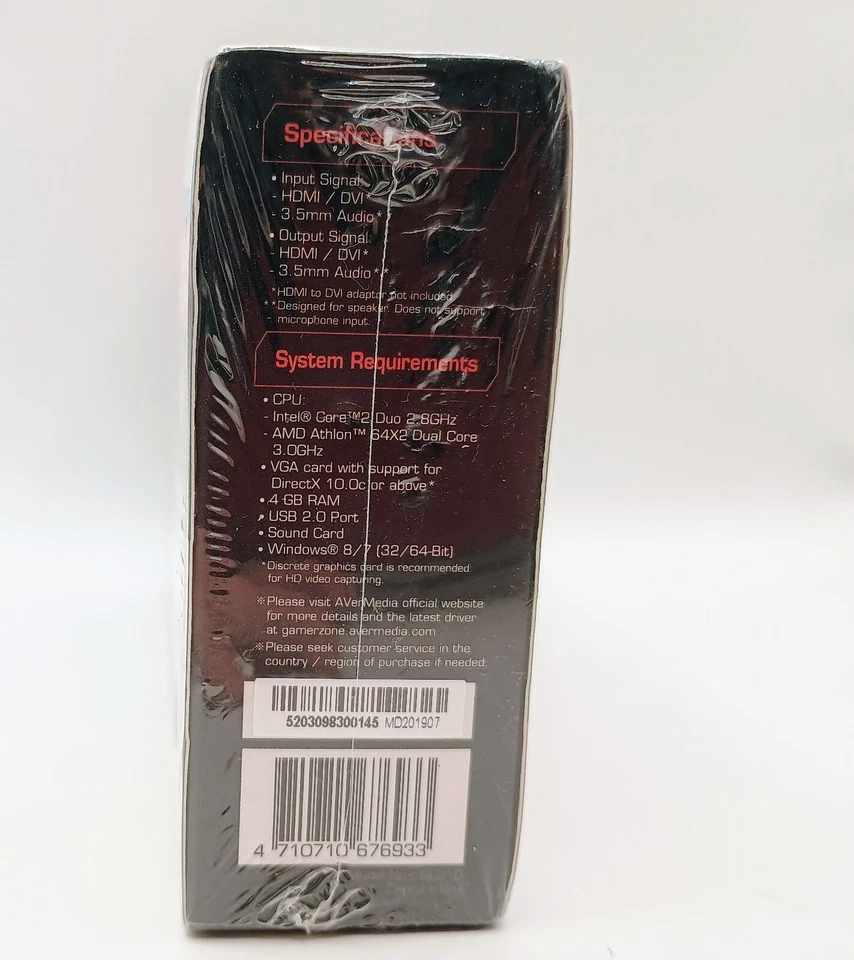 Specifications
• Input Signal:
- HDMI / DVI*
- 3.5mm Audio**
• Output Signal:
- HDMI / DVI*
- 3.5mm Audio**
*HDMI to DVI adaptor not included.
**Designed for speaker. Does not support
microphone input.
System Requirements
• CPU:
- Intel® Core™2 Duo 2.8GHz
- AMD Athlon™ 64X2 Dual Core
3.0GHz
• VGA card with support for
DirectX 10.0c or above*
• 4 GB RAM
• USB 2.0 Port
• Sound Card
• Windows® 8/7 (32/64-Bit)
*Discrete graphics card is recommended
for HD video capturing.
※Please visit AVerMedia official website
for more details and the latest driver
at gamerzone.avermedia.com
※Please seek customer service in the
country / region of purchase if needed.
5203098300145 MD201907
4 710710 676933
Model No.: GL310